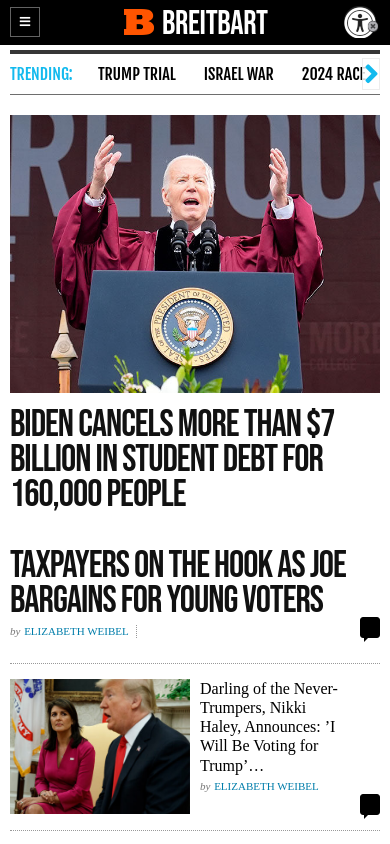 BREITBART
TRENDING:
TRUMP TRIAL
ISRAEL WAR
2024 RACE
BIDEN CANCELS MORE THAN $7
BILLION IN STUDENT DEBT FOR
160,000 PEOPLE
TAXPAYERS ON THE HOOK AS JOE
BARGAINS FOR YOUNG VOTERS
by ELIZABETH WEIBEL
Darling of the Never-
Trumpers, Nikki
Haley, Announces: ’I
Will Be Voting for
Trump’…
by ELIZABETH WEIBEL